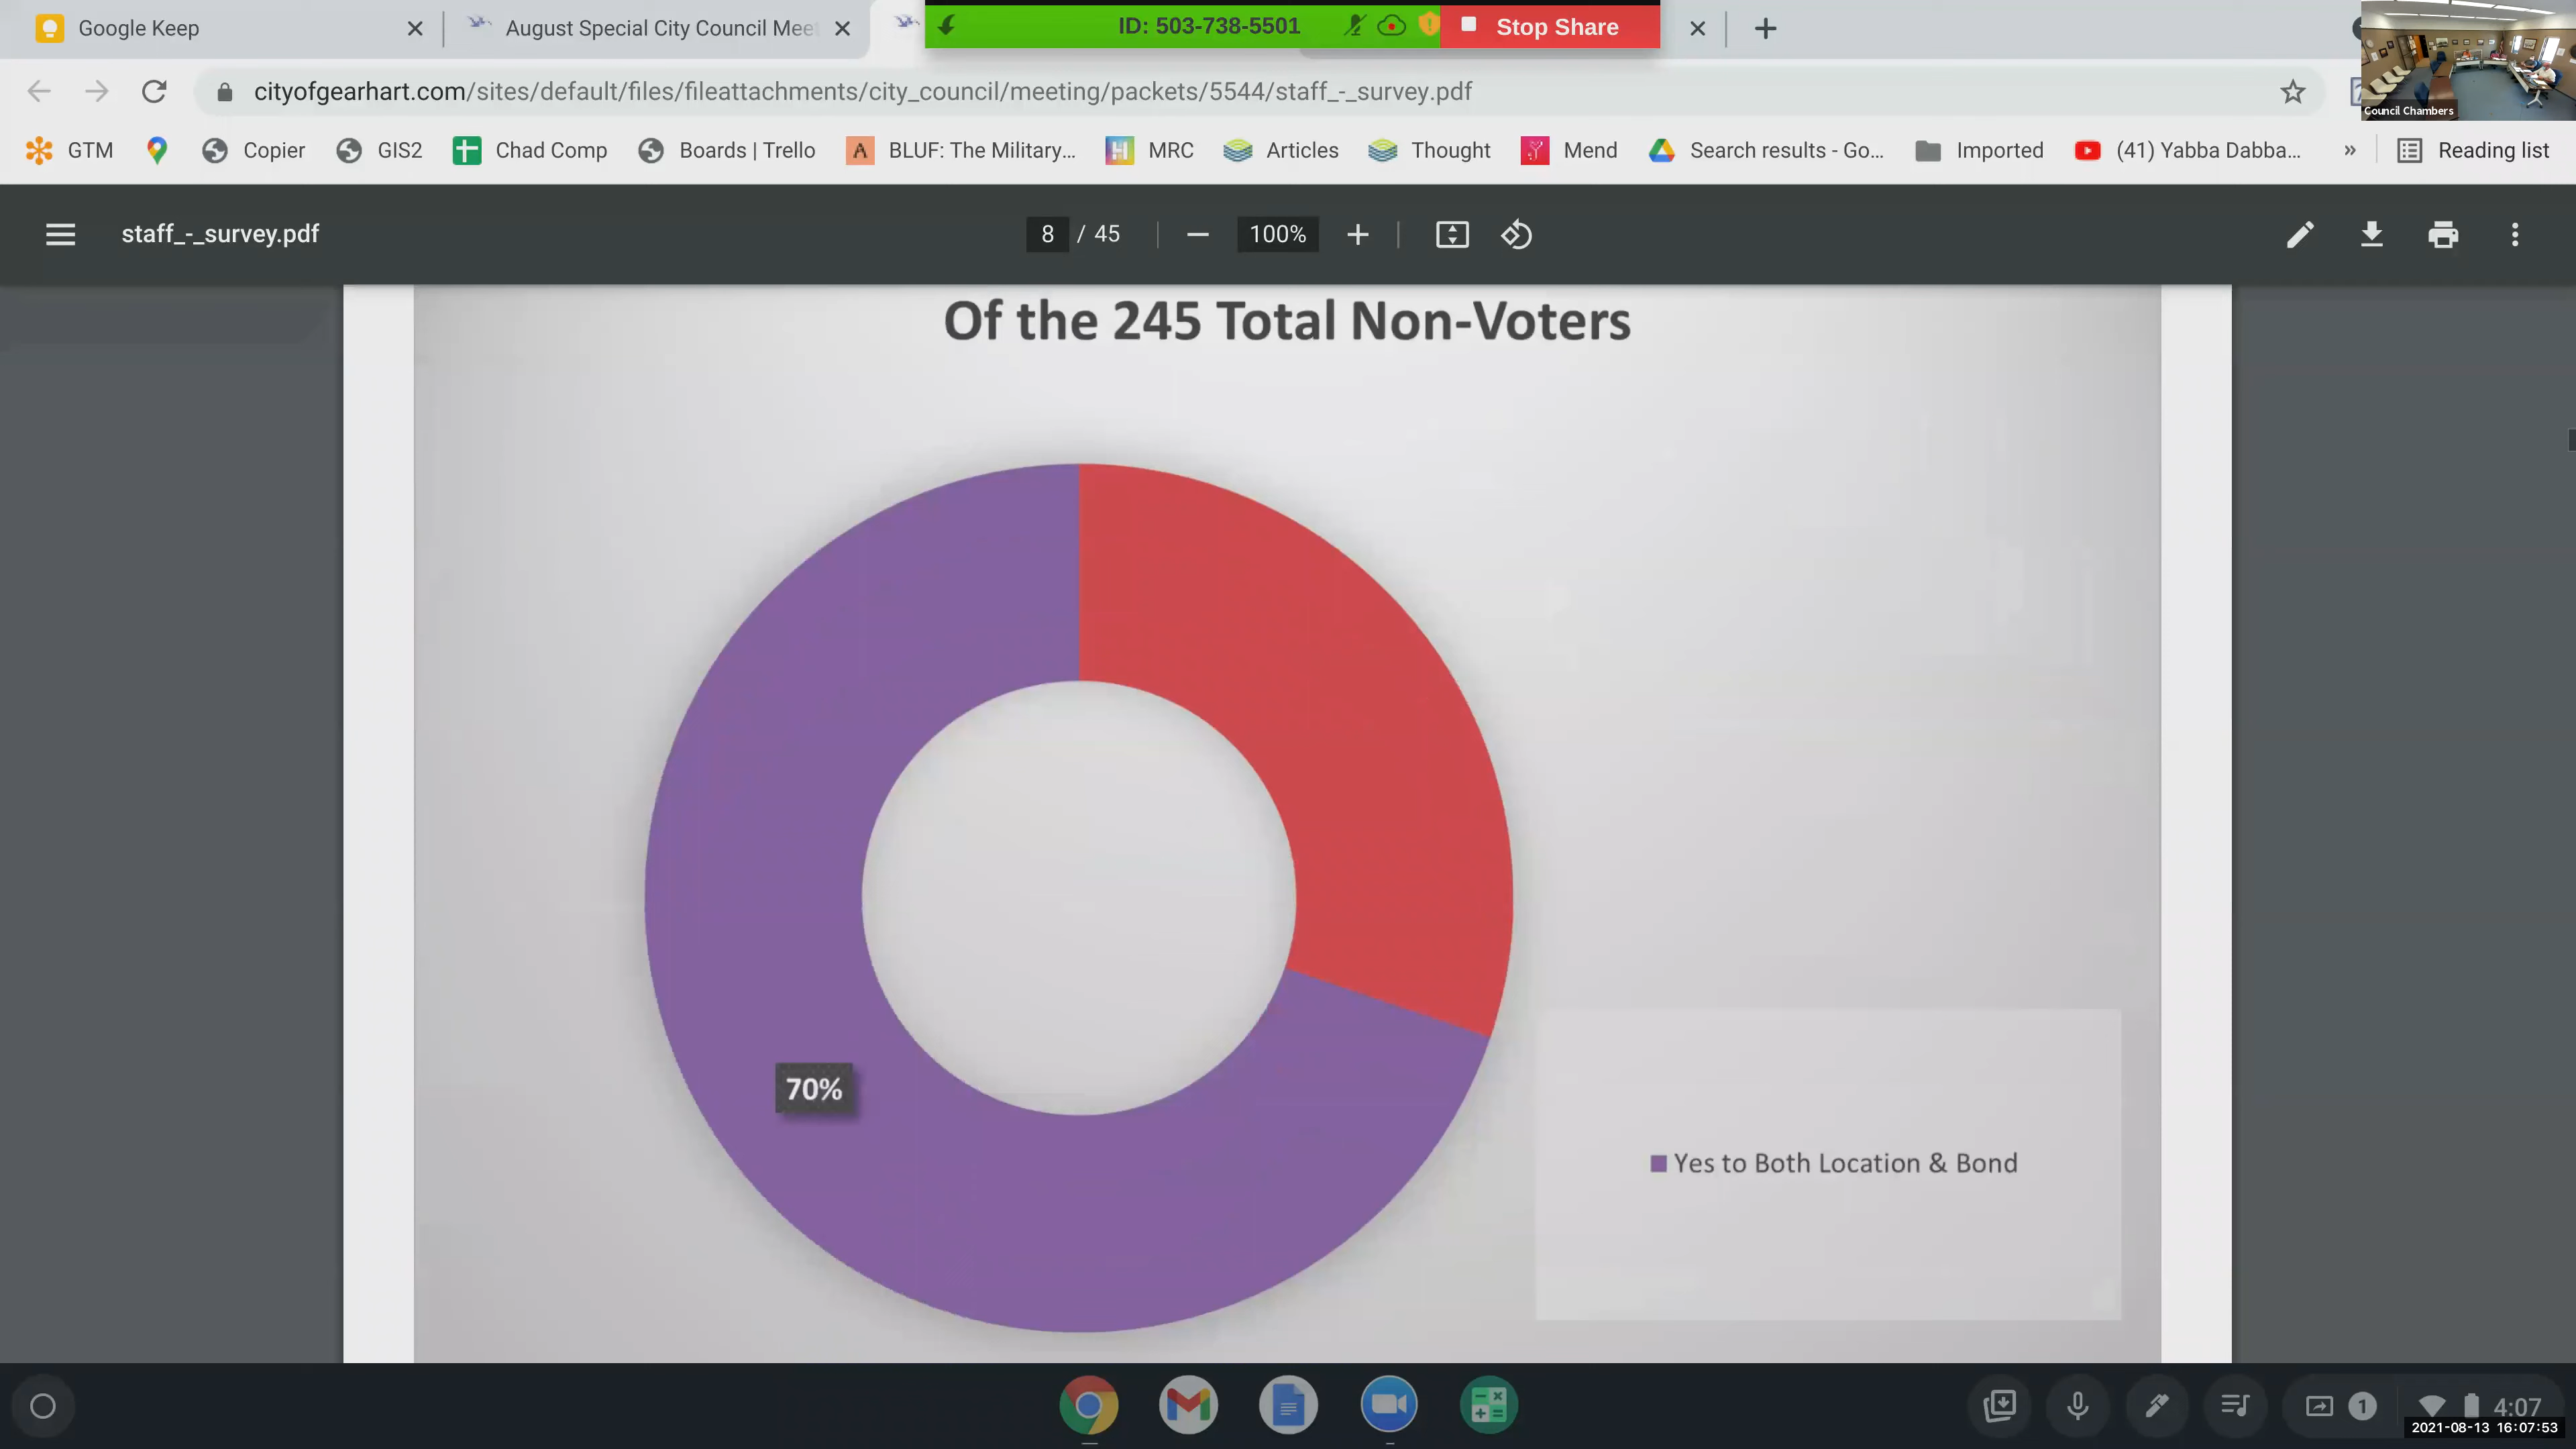 Google Keep
August Special City Council Meet
ID: 503-738-5501
Stop Share
cityofgearhart.com/sites/default/files/fileattachments/city_council/meeting/packets/5544/staff_-_survey.pdf
Council Chambers
GTM
Copier
GIS2
Chad Comp
Boards | Trello
A
BLUF: The Military...
H
MRC
Articles
Thought
Mend
Search results - Go...
Imported
(41) Yabba Dabba...
»
Reading list
staff_-_survey.pdf
8 / 45
100%
Of the 245 Total Non-Voters
70%
Yes to Both Location & Bond
1
4:07
2021-08-13 16:07:53